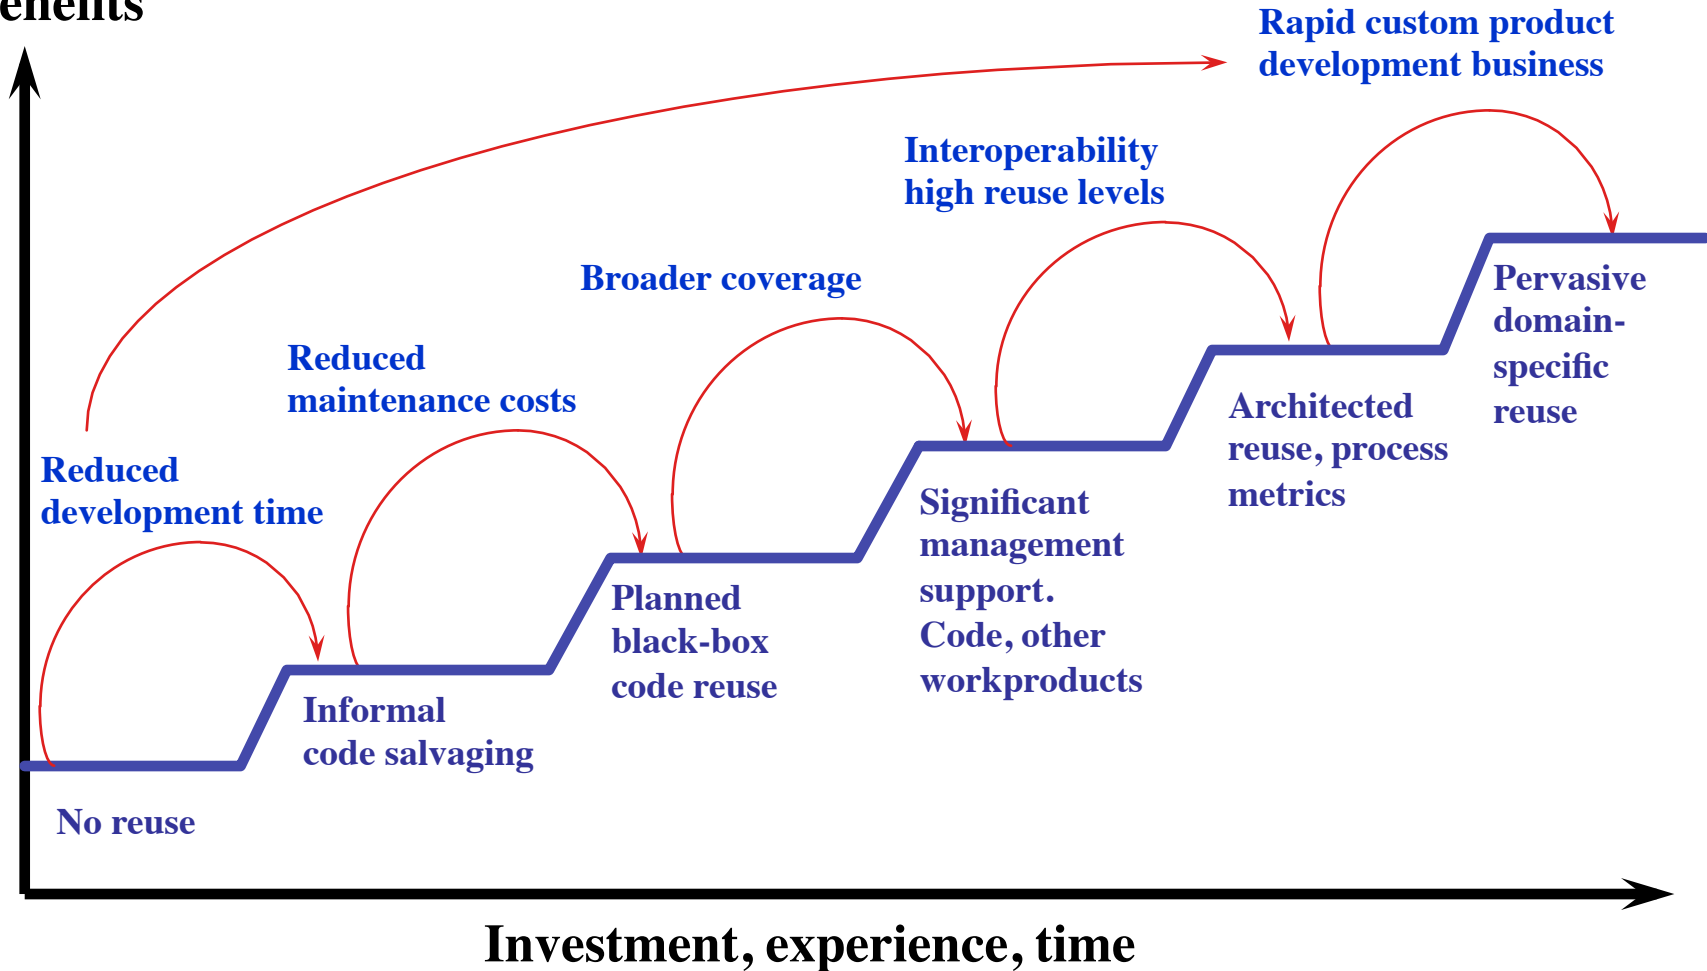 enefits
Rapid custom product
development business
Interoperability
high reuse levels
Broader coverage
Reduced
maintenance costs
Reduced
development time
Pervasive
domain-
specific
reuse
Architected
reuse, process
metrics
Significant
management
support.
Code, other
workproducts
Planned
black-box
code reuse
Informal
code salvaging
No reuse
Investment, experience, time